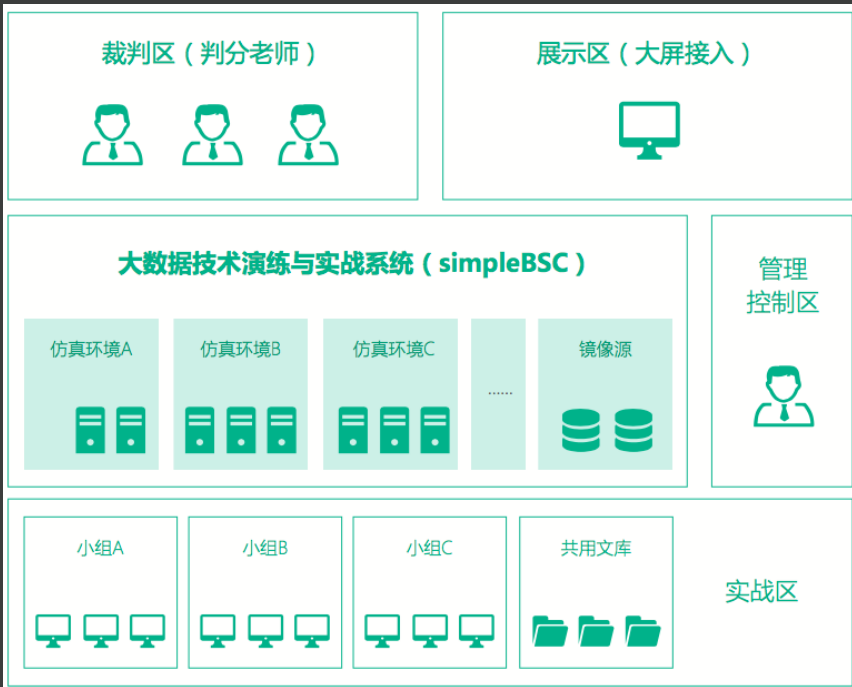 裁判区（判分老师）
展示区（大屏接入）
大数据技术演练与实战系统（simpleBSC）
仿真环境A
仿真环境B
仿真环境C
......
镜像源
管理
控制区
小组A
小组B
小组C
共用文库
实战区